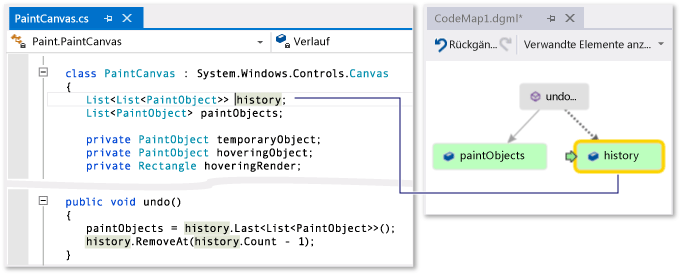 PaintCanvas.cs
Paint.PaintCanvas
Verlauf
class PaintCanvas : System.Windows.Controls.Canvas
{
List<List<PaintObject>> history;
List<PaintObject> paintObjects;
private PaintObject temporaryObject;
private PaintObject hoveringObject;
private Rectangle hoveringRender;
public void undo()
{
paintObjects = history.Last<List<PaintObject>>();
history.RemoveAt(history.Count - 1);
}
CodeMap1.dgml*
Rückgän... Verwandte Elemente anz...
undo...
paintObjects
history